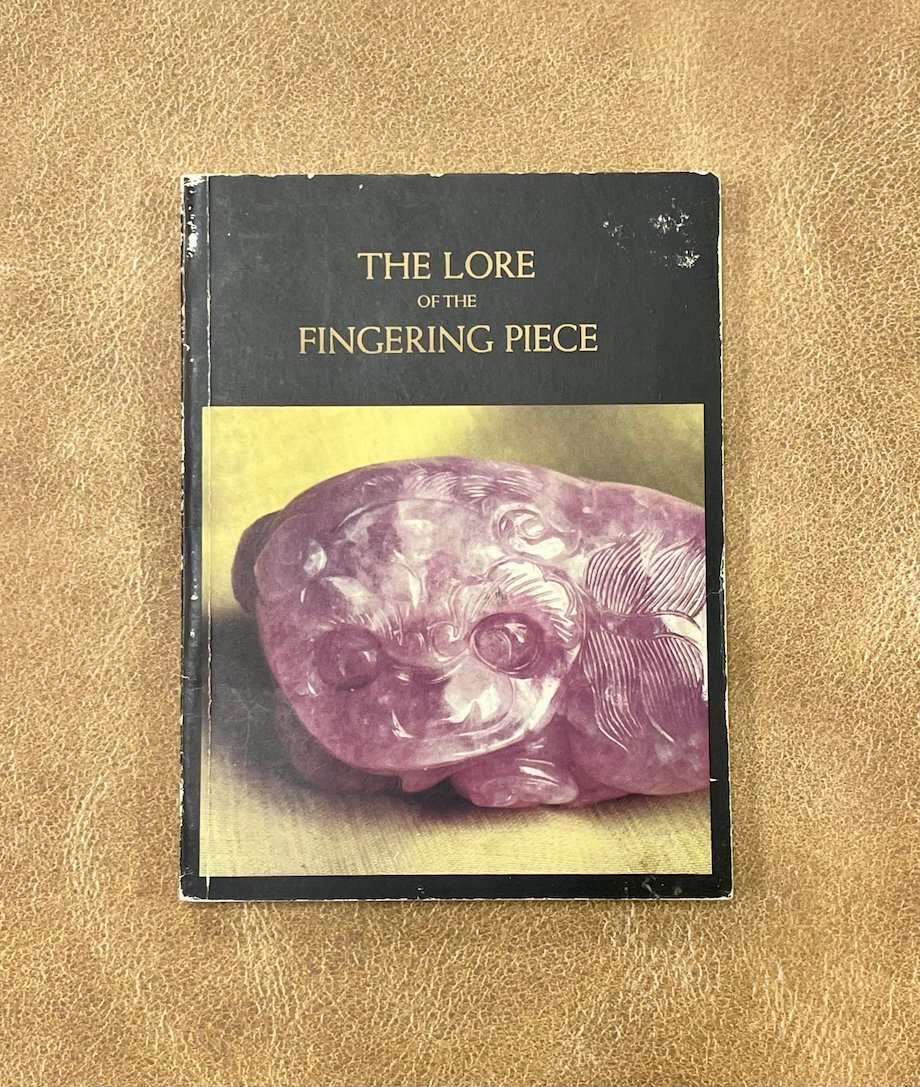 THE LORE
OF THE
FINGERING PIECE